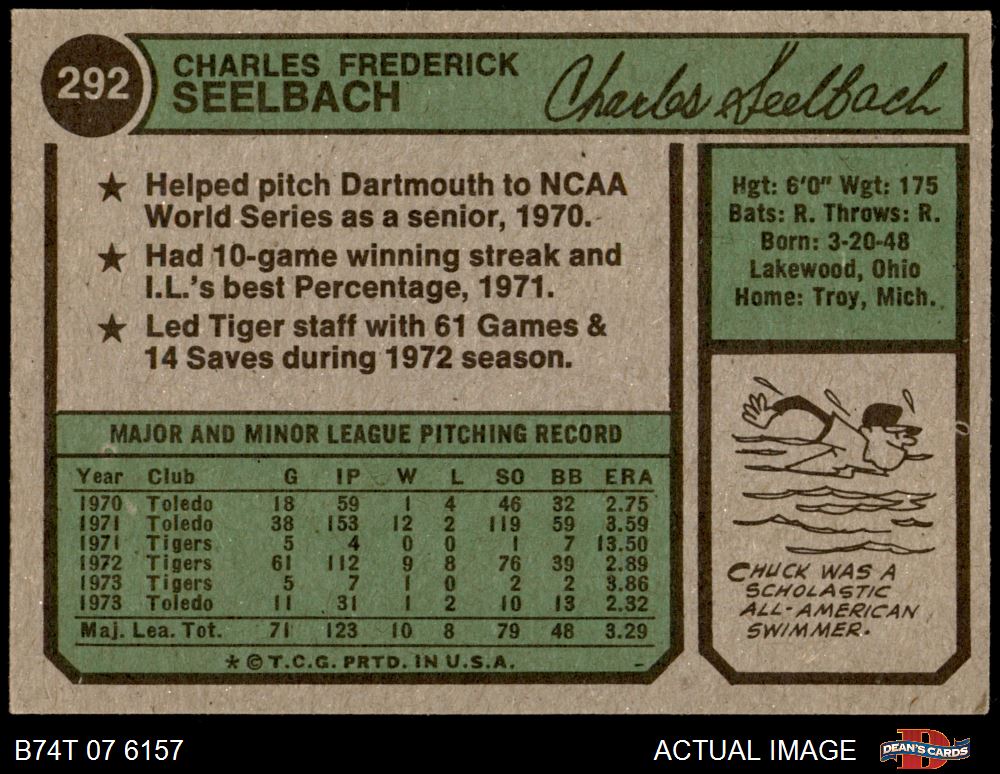 292
CHARLES FREDERICK
SEELBACH
Charles Seelbach
★ Helped pitch Dartmouth to NCAA
World Series as a senior, 1970.
★ Had 10-game winning streak and
I.L.'s best Percentage, 1971.
★ Led Tiger staff with 61 Games &
14 Saves during 1972 season.
Hgt: 6'0" Wgt: 175
Bats: R. Throws: R.
Born: 3-20-48
Lakewood, Ohio
Home: Troy, Mich.
MAJOR AND MINOR LEAGUE PITCHING RECORD
Year Club G IP W L SO BB ERA
1970 Toledo 18 59 1 4 46 32 2.75
1971 Toledo 38 153 12 2 119 59 3.59
1971 Tigers 5 4 0 0 1 7 13.50
1972 Tigers 61 112 9 8 76 39 2.89
1973 Tigers 5 7 1 0 2 2 3.86
1973 Toledo 11 31 1 2 10 13 2.32
Maj. Lea. Tot. 71 123 10 8 79 48 3.29
* © T.C.G. PRTD. IN U.S.A.
CHUCK WAS A
SCHOLASTIC
ALL-AMERICAN
SWIMMER.
B74T 07 6157
ACTUAL IMAGE
DEAN'S CARDS